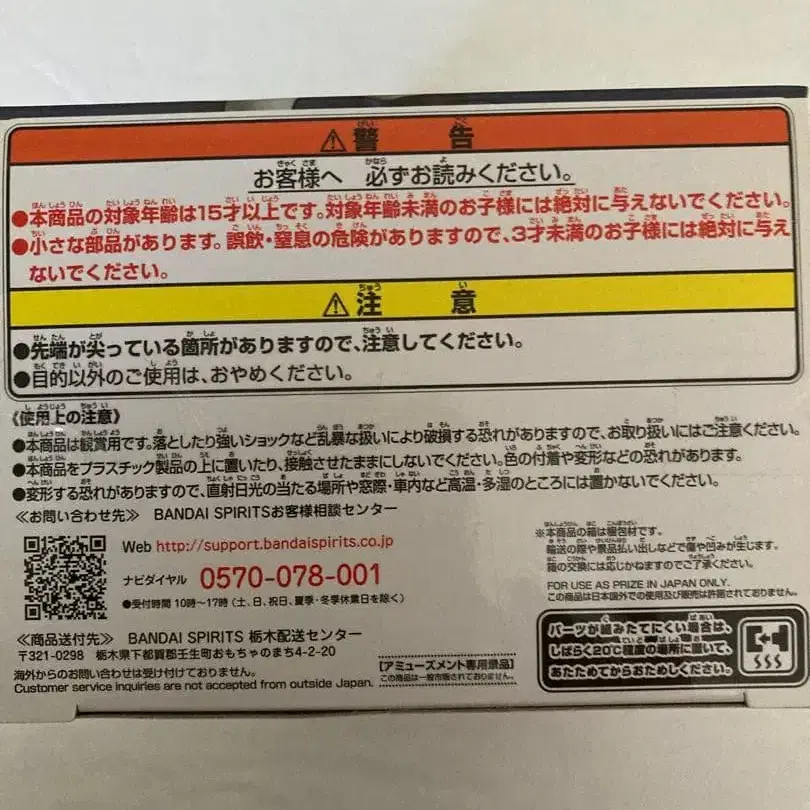 ⚠警告
お客様へ 必ずお読みください。
●本商品の対象年齢は15才以上です。対象年齢未満のお子様には絶対に与えないでください。
●小さな部品があります。誤飲・窒息の危険がありますので、3才未満のお子様には絶対に与え
ないでください。
⚠注意
●先端が尖っている箇所がありますので、注意してください。
●目的以外のご使用は、おやめください。
《使用上の注意》
●本商品は観賞用です。落としたり強いショックなど乱暴な扱いにより破損する恐れがありますので、お取り扱いにはご注意ください。
●本商品をプラスチック製品の上に置いたり、接触させたままにしないでください。色の付着や変形などの恐れがあります。
●変形する恐れがありますので、直射日光の当たる場所や窓際・車内など高温・多湿のところには置かないでください。
≪お問い合わせ先≫ BANDAI SPIRITSお客様相談センター
Web http://support.bandaispirits.co.jp
ナビダイヤル 0570-078-001
●受付時間 10時〜17時 (土、日、祝日、夏季・冬季休業日を除く)
≪商品送付先≫ BANDAI SPIRITS 栃木配送センター
〒321-0298 栃木県下都賀郡壬生町おもちゃのまち4-2-20
海外からのお問い合わせは受け付けておりません。
Customer service inquiries are not accepted from outside Japan.
【アミューズメント専用景品】
この商品は一般市販されておりません。
※本商品の箱は梱包材です。
輸送の際や景品払い出しなどで傷や凹みが生じます。
箱の交換には応じかねますのでご了承ください。
FOR USE AS PRIZE IN JAPAN ONLY.
この商品は日本国外での使用及び販売は許諾されておりません。
パーツが組みたてにくい場合は、
しばらく20℃程度の場所に置いて、
あたためてからおためしください。